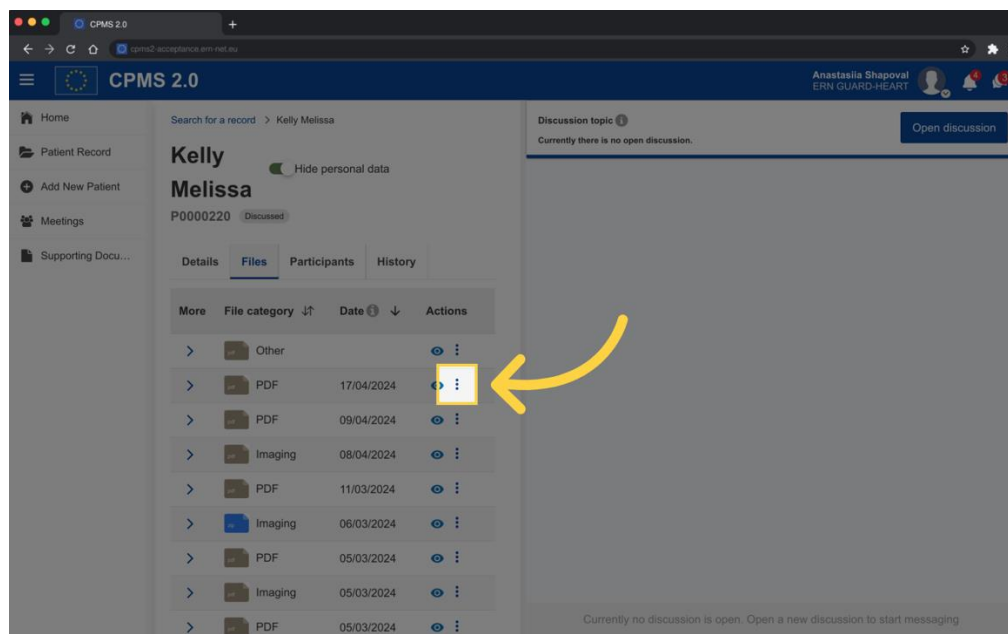 CPMS 2.0
cpms2-acceptance.ern-net.eu
CPMS 2.0
Anastasiia Shapoval
ERN GUARD-HEART
4
3
Home
Patient Record
Add New Patient
Meetings
Supporting Docu...
Search for a record > Kelly Melissa
Kelly
Melissa
Hide personal data
P0000220 Discussed
Details Files Participants History
More File category Date Actions
Other
PDF 17/04/2024
PDF 09/04/2024
Imaging 08/04/2024
PDF 11/03/2024
Imaging 06/03/2024
PDF 05/03/2024
Imaging 05/03/2024
PDF 05/03/2024
Discussion topic
Currently there is no open discussion.
Open discussion
Currently no discussion is open. Open a new discussion to start messaging